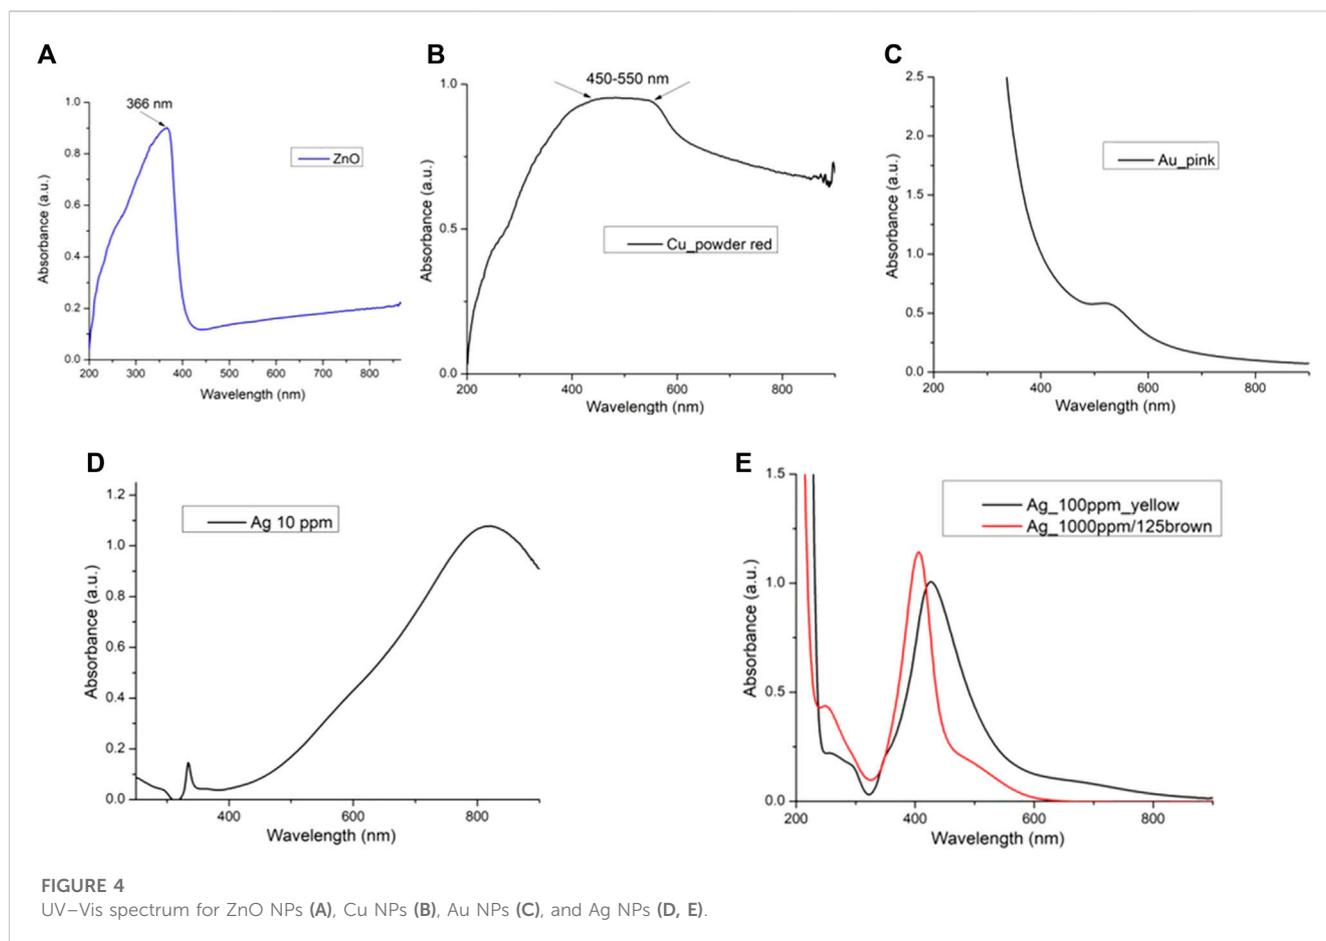 A
366 nm
ZnO
1.0
0.8
0.6
0.4
0.2
0.0
Absorbance (a.u.)
200 300 400 500 600 700 800
Wavelength (nm)
B
450-550 nm
Cu_powder red
1.0
0.5
0.0
Absorbance (a.u.)
200 400 600 800
Wavelength (nm)
C
Au_pink
2.5
2.0
1.5
1.0
0.5
0.0
Absorbance (a.u.)
200 400 600 800
Wavelength (nm)
D
Ag 10 ppm
1.2
1.0
0.8
0.6
0.4
0.2
0.0
Absorbance (a.u.)
400 600 800
Wavelength (nm)
E
Ag_100ppm_yellow
Ag_1000ppm/125brown
1.5
1.0
0.5
0.0
Absorbance (a.u.)
200 400 600 800
Wavelength (nm)
FIGURE 4
UV–Vis spectrum for ZnO NPs (A), Cu NPs (B), Au NPs (C), and Ag NPs (D, E).